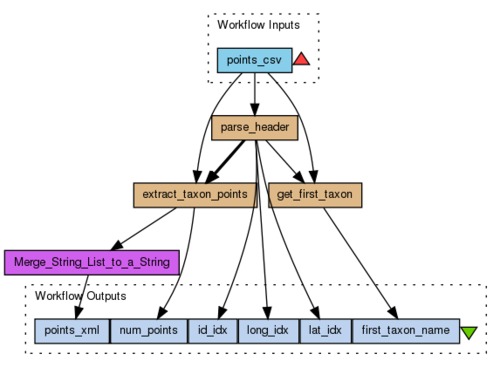 Workflow Inputs
points_csv
parse_header
extract_taxon_points
get_first_taxon
Merge_String_List_to_a_String
Workflow Outputs
points_xml
num_points
id_idx
long_idx
lat_idx
first_taxon_name